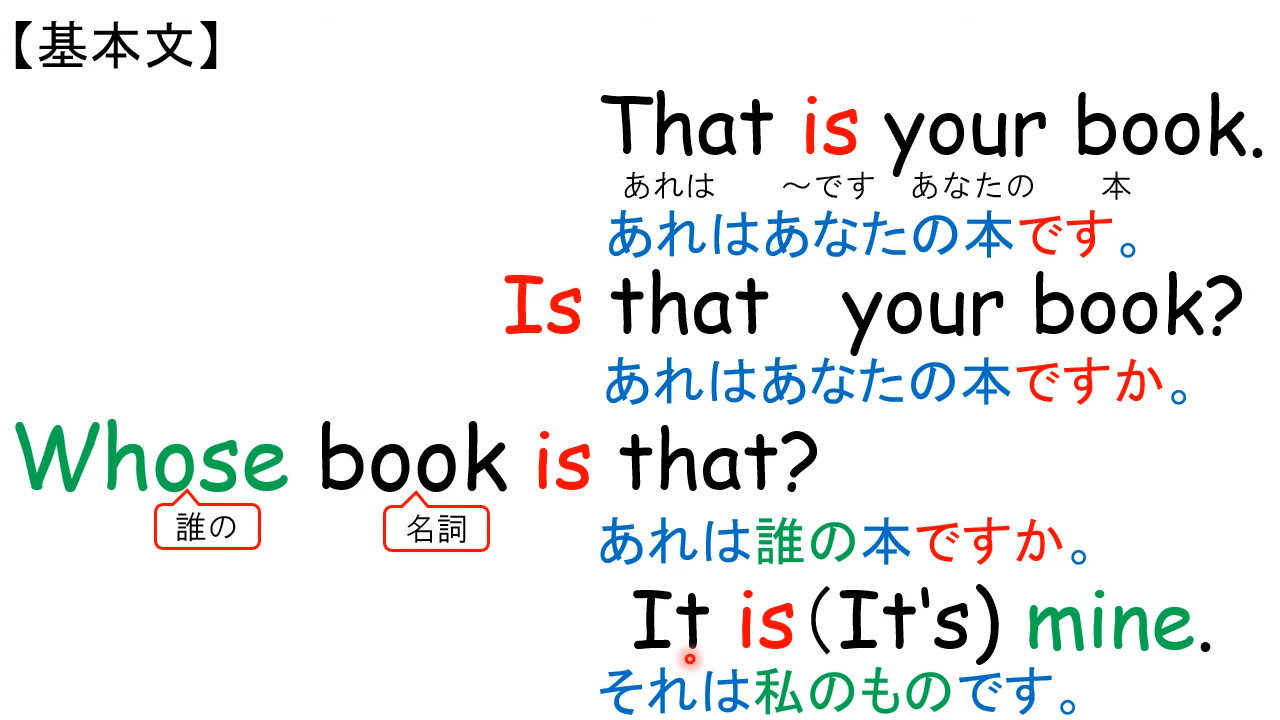 【基本文】
That is your book.
あれは ～です あなたの 本
あれはあなたの本です。
Is that your book?
あれはあなたの本ですか。
Whose book is that?
誰の 名詞
あれは誰の本ですか。
It is(It's) mine.
それは私のものです。